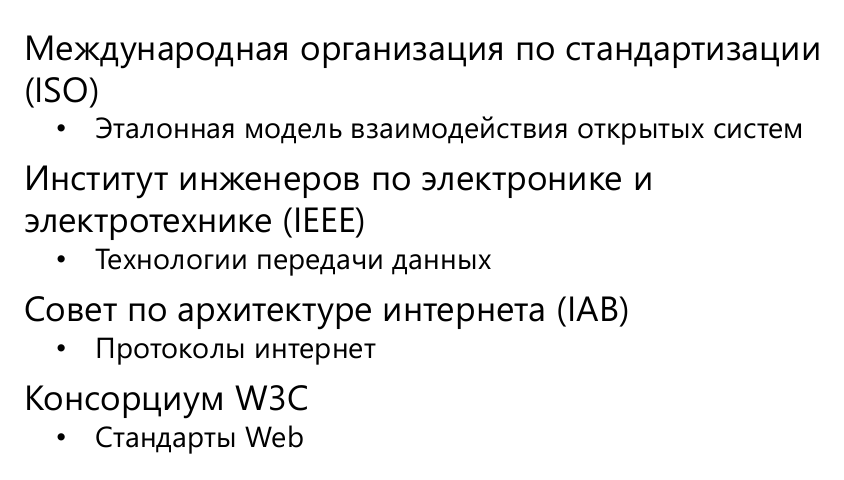 Международная организация по стандартизации
(ISO)
• Эталонная модель взаимодействия открытых систем
Институт инженеров по электронике и
электротехнике (IEEE)
• Технологии передачи данных
Совет по архитектуре интернета (IAB)
• Протоколы интернет
Консорциум W3C
• Стандарты Web